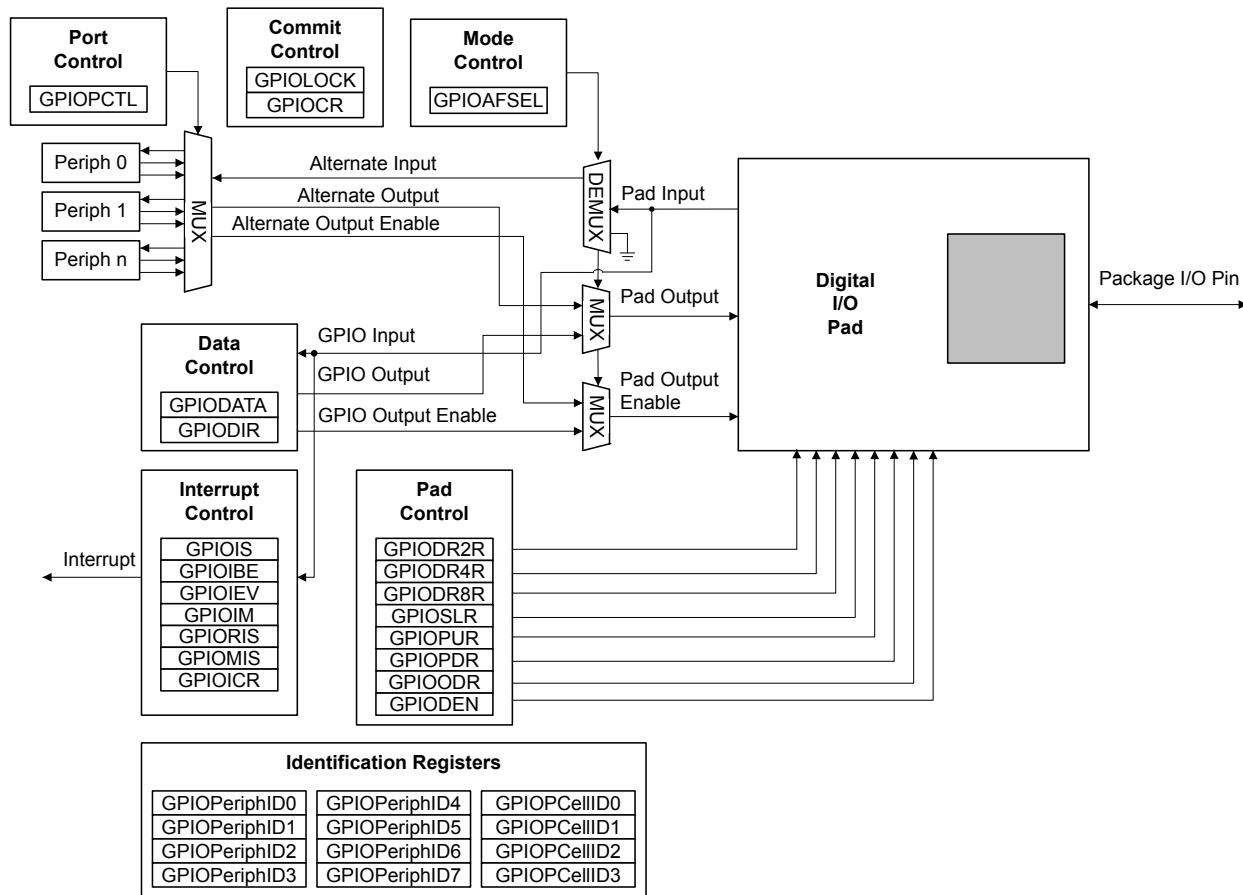 Port
Control
GPIOPCTL
Commit
Control
GPIOLOCK
GPIOCR
Mode
Control
GPIOAFSEL
Periph 0
Periph 1
Periph n
MUX
Alternate Input
Alternate Output
Alternate Output Enable
DEMUX
Pad Input
MUX
Pad Output
MUX
Pad Output
Enable
Digital
I/O
Pad
Package I/O Pin
Data
Control
GPIODATA
GPIODIR
GPIO Input
GPIO Output
GPIO Output Enable
Interrupt
Control
GPIOIS
GPIOIBE
GPIOIEV
GPIOIM
GPIORIS
GPIOMIS
GPIOICR
Interrupt
Pad
Control
GPIODR2R
GPIODR4R
GPIODR8R
GPIOSLR
GPIOPUR
GPIOPDR
GPIOODR
GPIODEN
Identification Registers
GPIOPeriphID0
GPIOPeriphID1
GPIOPeriphID2
GPIOPeriphID3
GPIOPeriphID4
GPIOPeriphID5
GPIOPeriphID6
GPIOPeriphID7
GPIOPCellID0
GPIOPCellID1
GPIOPCellID2
GPIOPCellID3